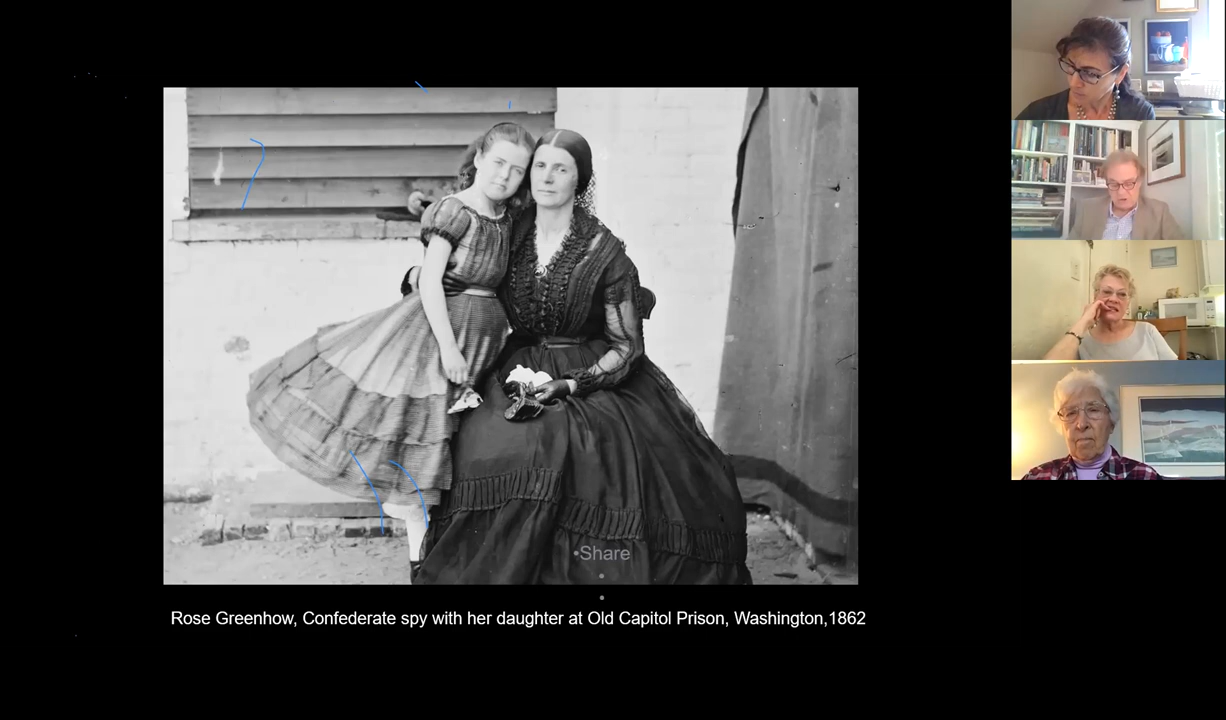 •Share
Rose Greenhow, Confederate spy with her daughter at Old Capitol Prison, Washington,1862